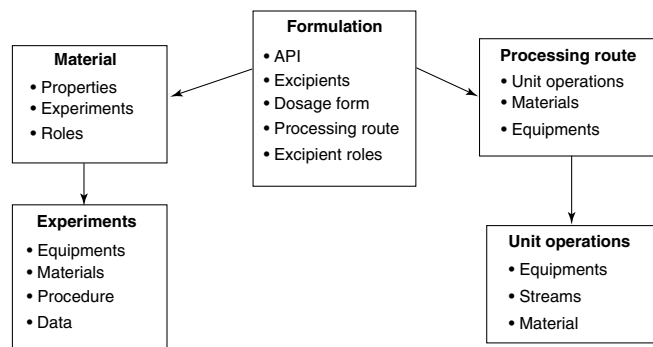 Material
• Properties
• Experiments
• Roles
Formulation
• API
• Excipients
• Dosage form
• Processing route
• Excipient roles
Processing route
• Unit operations
• Materials
• Equipments
Experiments
• Equipments
• Materials
• Procedure
• Data
Unit operations
• Equipments
• Streams
• Material